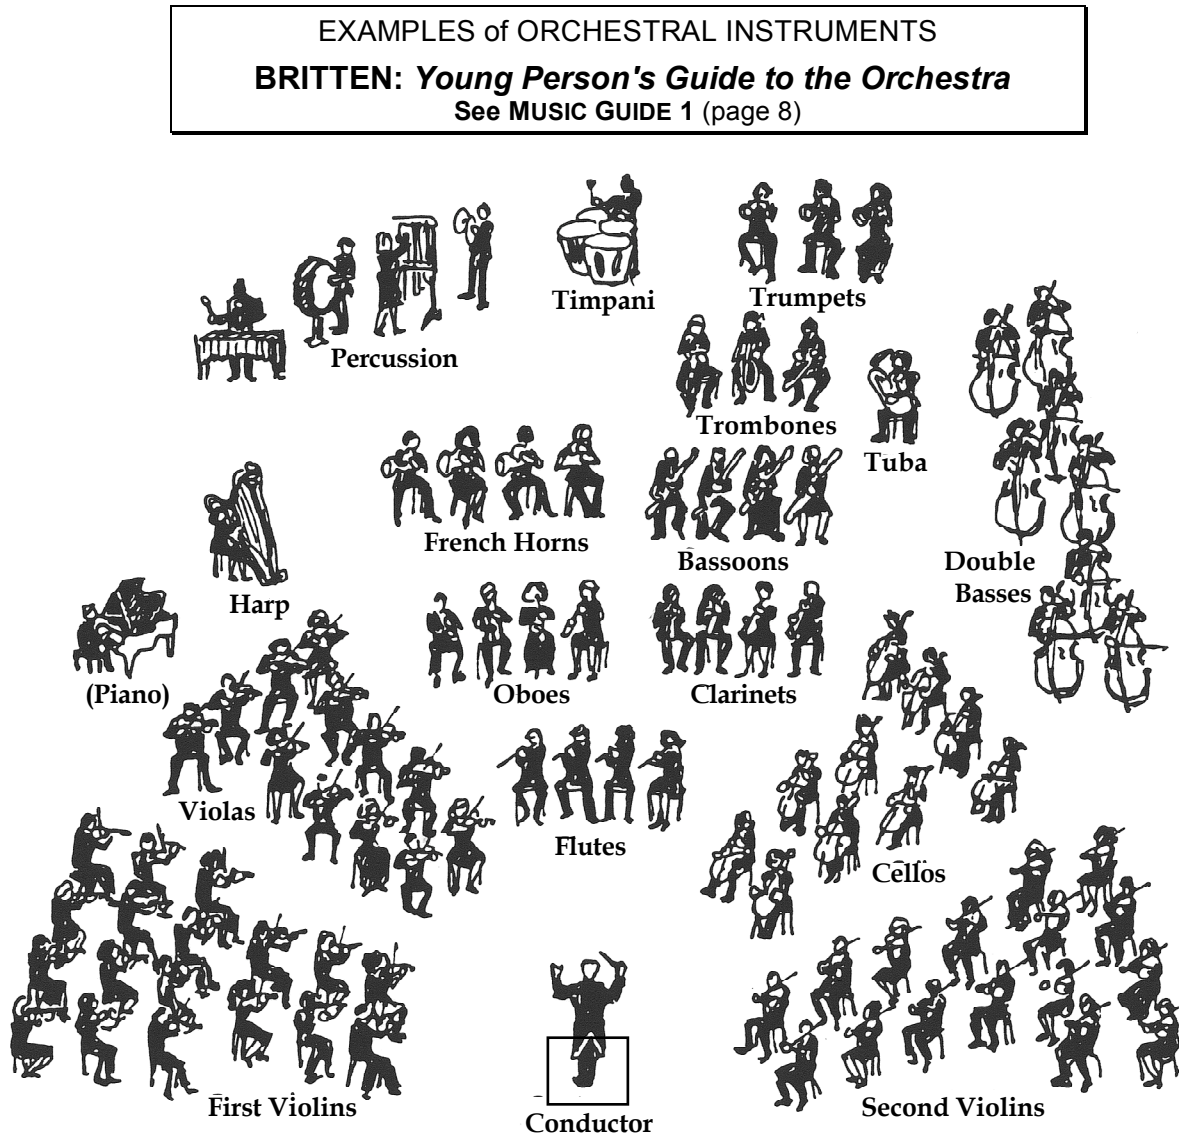 EXAMPLES of ORCHESTRAL INSTRUMENTS
BRITTEN: Young Person's Guide to the Orchestra
See MUSIC GUIDE 1 (page 8)
Timpani
Trumpets
Percussion
Trombones
Tuba
French Horns
Bassoons
Double
Basses
Harp
(Piano)
Oboes
Clarinets
Violas
Flutes
Cellos
First Violins
Conductor
Second Violins